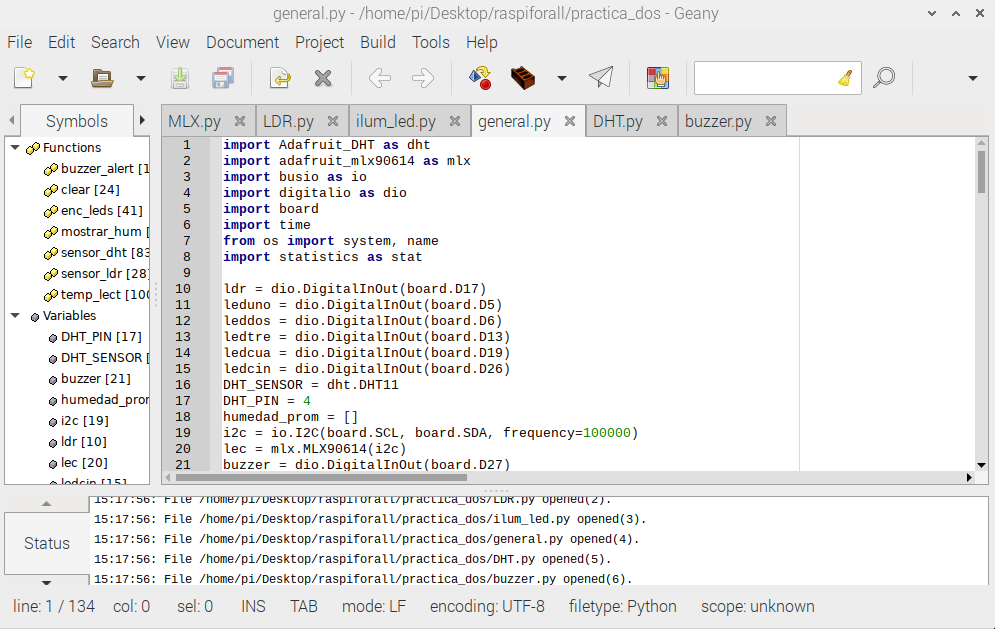 general.py - /home/pi/Desktop/raspiforall/practica_dos - Geany
File Edit Search View Document Project Build Tools Help
Symbols
MLX.py LDR.py ilum_led.py general.py DHT.py buzzer.py
Functions
buzzer_alert [1
clear [24]
enc_leds [41]
mostrar_hum [
sensor_dht [83
sensor_ldr [28]
temp_lect [100
Variables
DHT_PIN [17]
DHT_SENSOR [
buzzer [21]
humedad_pror
i2c [19]
ldr [10]
lec [20]
ledcin [15]
1 import Adafruit_DHT as dht
2 import adafruit_mlx90614 as mlx
3 import busio as io
4 import digitalio as dio
5 import board
6 import time
7 from os import system, name
8 import statistics as stat
9
10 ldr = dio.DigitalInOut(board.D17)
11 leduno = dio.DigitalInOut(board.D5)
12 leddos = dio.DigitalInOut(board.D6)
13 ledtre = dio.DigitalInOut(board.D13)
14 ledcua = dio.DigitalInOut(board.D19)
15 ledcin = dio.DigitalInOut(board.D26)
16 DHT_SENSOR = dht.DHT11
17 DHT_PIN = 4
18 humedad_prom = []
19 i2c = io.I2C(board.SCL, board.SDA, frequency=100000)
20 lec = mlx.MLX90614(i2c)
21 buzzer = dio.DigitalInOut(board.D27)
Status
15:17:56: File /home/pi/Desktop/raspiforall/practica_dos/LDR.py opened(2).
15:17:56: File /home/pi/Desktop/raspiforall/practica_dos/ilum_led.py opened(3).
15:17:56: File /home/pi/Desktop/raspiforall/practica_dos/general.py opened(4).
15:17:56: File /home/pi/Desktop/raspiforall/practica_dos/DHT.py opened(5).
15:17:56: File /home/pi/Desktop/raspiforall/practica_dos/buzzer.py opened(6).
line: 1 / 134 col: 0 sel: 0 INS TAB mode: LF encoding: UTF-8 filetype: Python scope: unknown